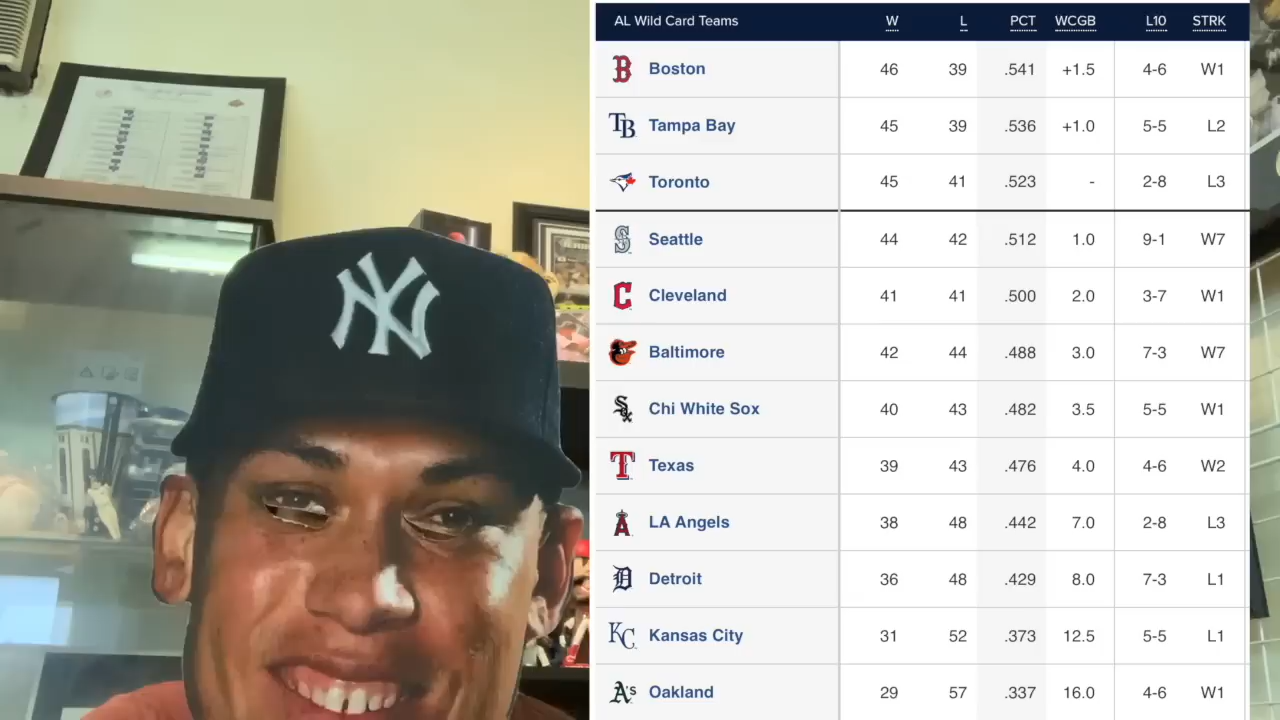 NY
AL Wild Card Teams W L PCT WCGB L10 STRK
B Boston 46 39 .541 +1.5 4-6 W1
TB Tampa Bay 45 39 .536 +1.0 5-5 L2
Toronto 45 41 .523 - 2-8 L3
S Seattle 44 42 .512 1.0 9-1 W7
C Cleveland 41 41 .500 2.0 3-7 W1
Baltimore 42 44 .488 3.0 7-3 W7
Sox Chi White Sox 40 43 .482 3.5 5-5 W1
T Texas 39 43 .476 4.0 4-6 W2
A LA Angels 38 48 .442 7.0 2-8 L3
D Detroit 36 48 .429 8.0 7-3 L1
KC Kansas City 31 52 .373 12.5 5-5 L1
A's Oakland 29 57 .337 16.0 4-6 W1